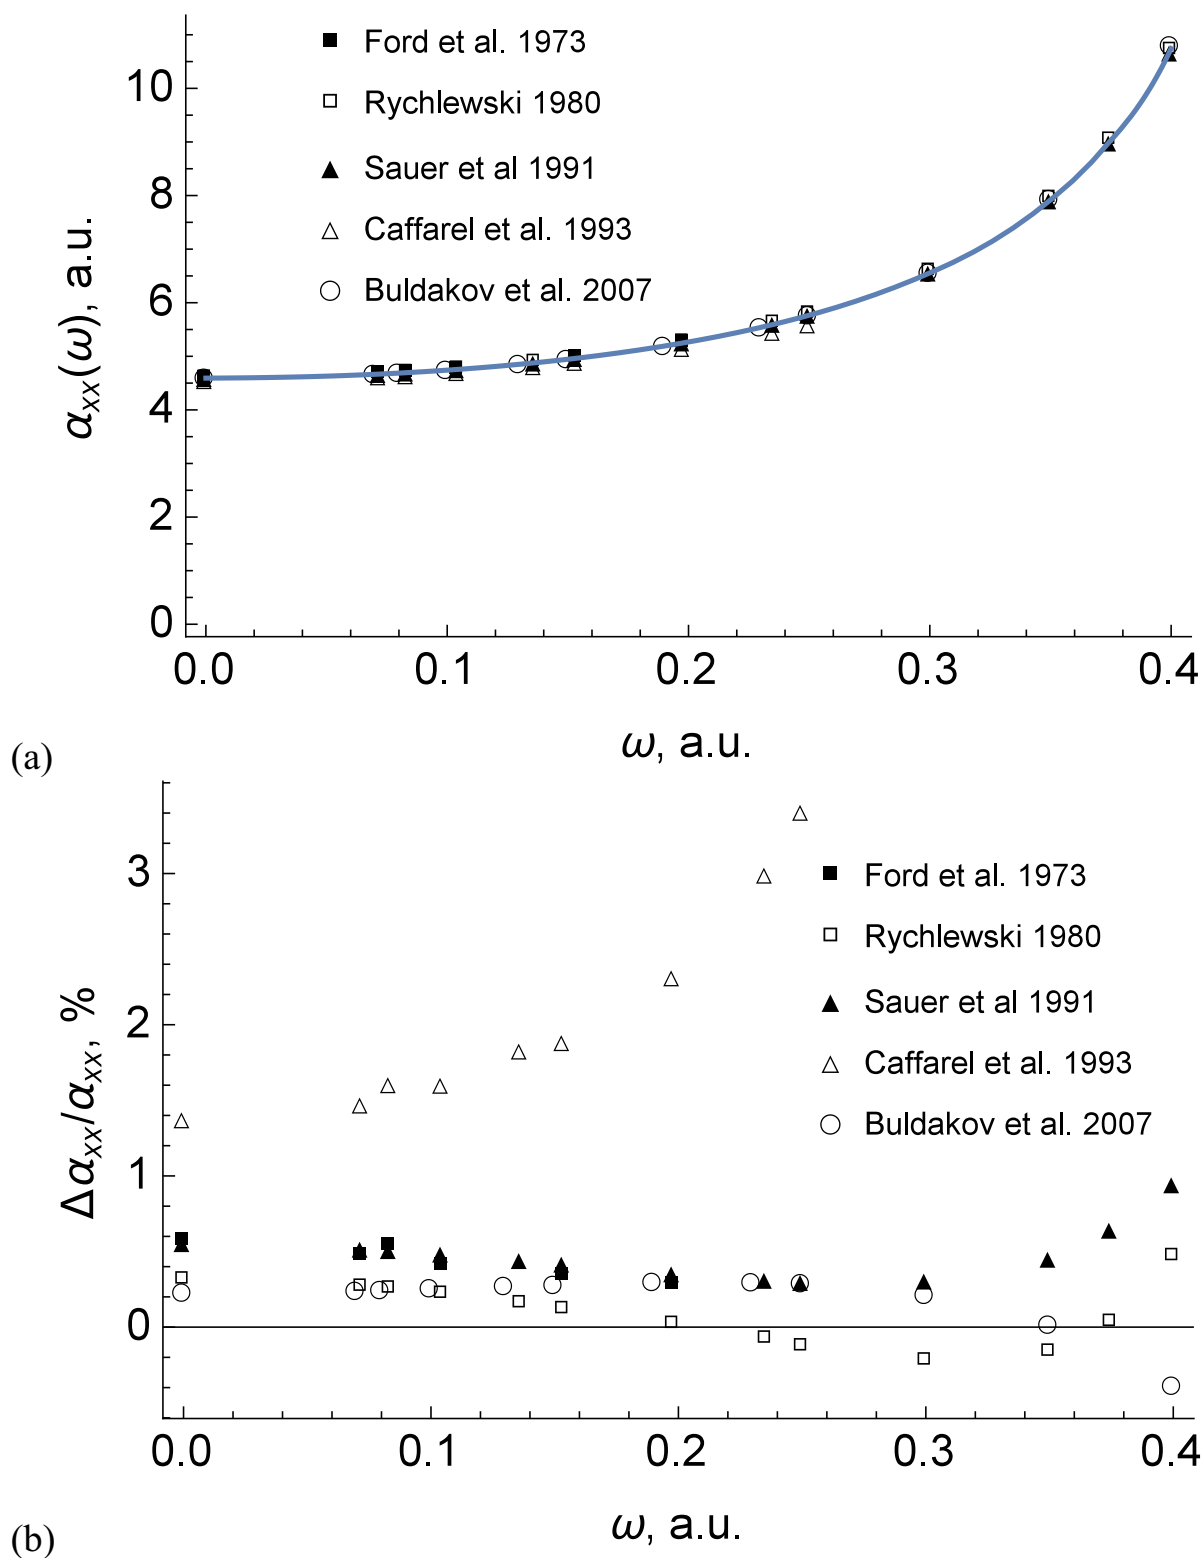 Ford et al. 1973
Rychlewski 1980
Sauer et al 1991
Caffarel et al. 1993
Buldakov et al. 2007
αxx(ω), a.u.
10
8
6
4
2
0
0.0 0.1 0.2 0.3 0.4
ω, a.u.
(a)
Ford et al. 1973
Rychlewski 1980
Sauer et al 1991
Caffarel et al. 1993
Buldakov et al. 2007
Δαxx/αxx, %
3
2
1
0
0.0 0.1 0.2 0.3 0.4
ω, a.u.
(b)